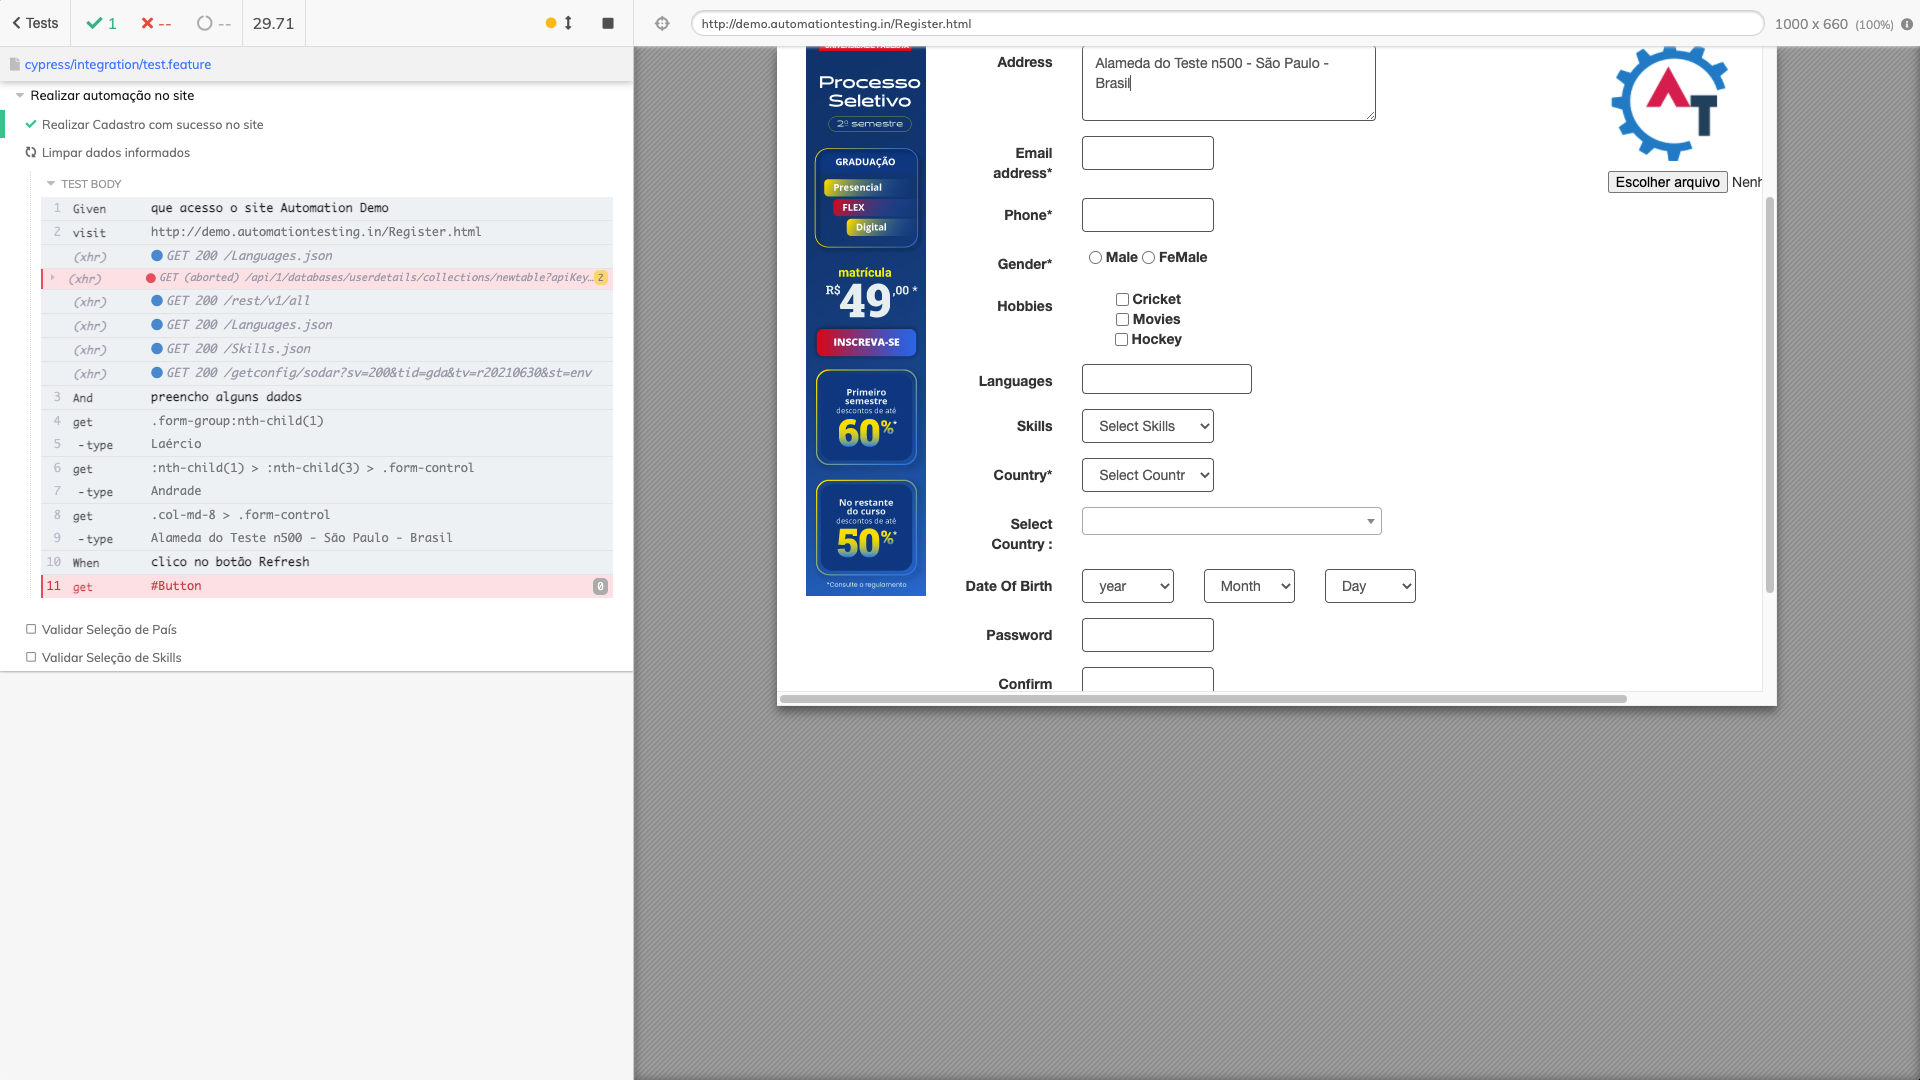 Tests
1
--
--
29.71
http://demo.automationtesting.in/Register.html
1000 x 660 (100%)
cypress/integration/test.feature
Realizar automação no site
Realizar Cadastro com sucesso no site
Limpar dados informados
TEST BODY
1 Given que acesso o site Automation Demo
2 visit http://demo.automationtesting.in/Register.html
(xhr) GET 200 /Languages.json
(xhr) GET (aborted) /api/1/databases/userdetails/collections/newtable?apiKey… 2
(xhr) GET 200 /rest/v1/all
(xhr) GET 200 /Languages.json
(xhr) GET 200 /Skills.json
(xhr) GET 200 /getconfig/sodar?sv=200&tid=gda&tv=r20210630&st=env
3 And preencho alguns dados
4 get .form-group:nth-child(1)
5 -type Laércio
6 get :nth-child(1) > :nth-child(3) > .form-control
7 -type Andrade
8 get .col-md-8 > .form-control
9 -type Alameda do Teste n500 - São Paulo - Brasil
10 When clico no botão Refresh
11 get #Button 0
Validar Seleção de País
Validar Seleção de Skills
Processo
Seletivo
2º semestre
GRADUAÇÃO
Presencial
FLEX
Digital
matrícula
R$ 49,00 *
INSCREVA-SE
Primeiro
semestre
descontos de até
60%*
No restante
do curso
descontos de até
50%*
*Consulte o regulamento
Address
Alameda do Teste n500 - São Paulo -
Brasil
Email
address*
Phone*
Gender*
Male FeMale
Hobbies
Cricket
Movies
Hockey
Languages
Skills
Select Skills
Country*
Select Countr
Select
Country :
Date Of Birth
year Month Day
Password
Confirm
AT
Escolher arquivo Nenh